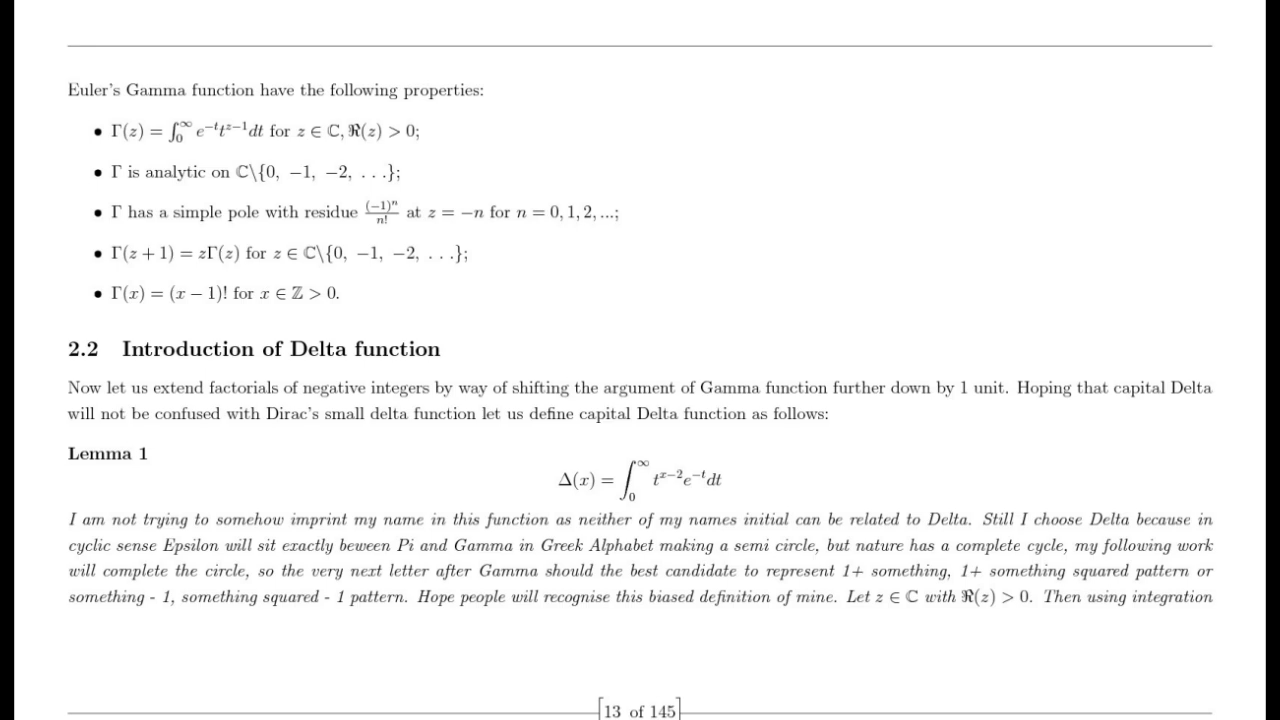 Euler's Gamma function have the following properties:
• Γ(z) = ∫₀^∞ e^{−t}t^{z−1}dt for z ∈ ℂ, ℜ(z) > 0;
• Γ is analytic on ℂ\{0, −1, −2, . . .};
• Γ has a simple pole with residue (−1)^n/n! at z = −n for n = 0, 1, 2, ...;
• Γ(z + 1) = zΓ(z) for z ∈ ℂ\{0, −1, −2, . . .};
• Γ(x) = (x − 1)! for x ∈ ℤ > 0.
2.2 Introduction of Delta function
Now let us extend factorials of negative integers by way of shifting the argument of Gamma function further down by 1 unit. Hoping that capital Delta
will not be confused with Dirac's small delta function let us define capital Delta function as follows:
Lemma 1
Δ(x) = ∫₀^∞ t^{x−2}e^{−t}dt
I am not trying to somehow imprint my name in this function as neither of my names initial can be related to Delta. Still I choose Delta because in
cyclic sense Epsilon will sit exactly beween Pi and Gamma in Greek Alphabet making a semi circle, but nature has a complete cycle, my following work
will complete the circle, so the very next letter after Gamma should the best candidate to represent 1+ something, 1+ something squared pattern or
something - 1, something squared - 1 pattern. Hope people will recognise this biased definition of mine. Let z ∈ ℂ with ℜ(z) > 0. Then using integration
[13 of 145]